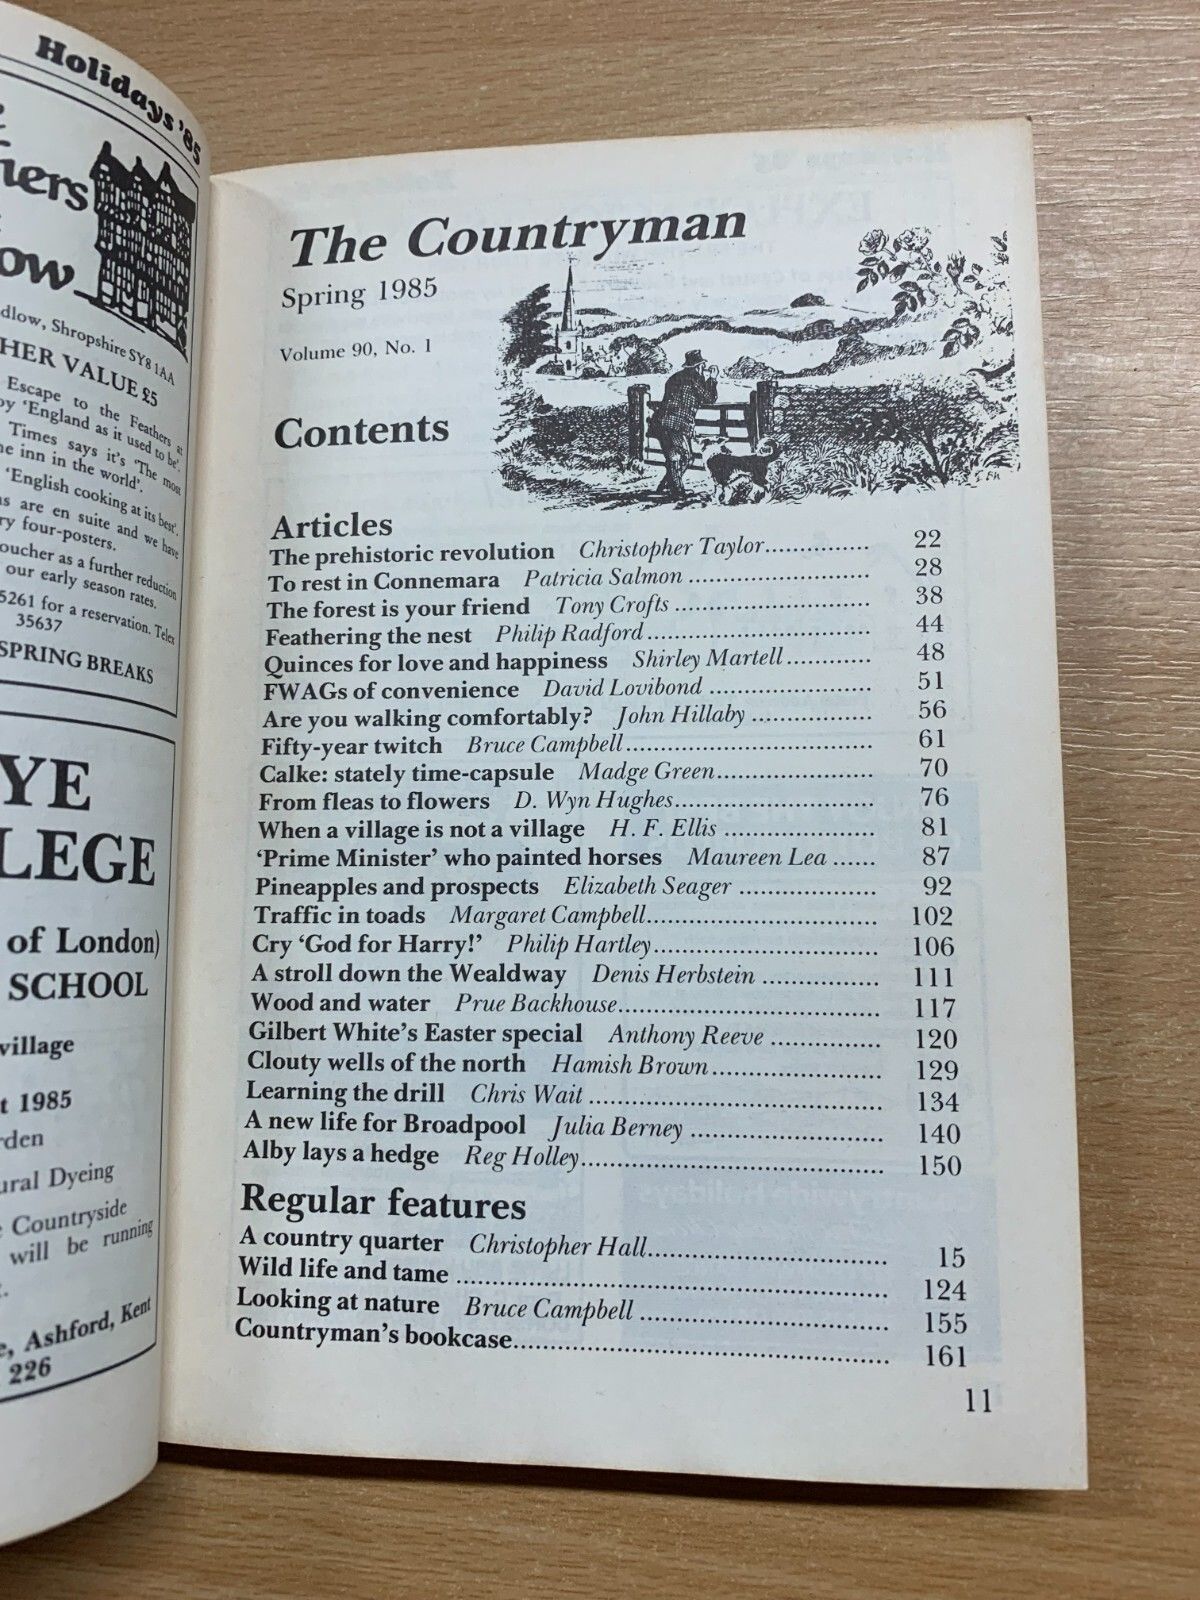 Holidays '85
ow
dlow, Shropshire SY8 1AA
HER VALUE £5
Escape to the Feathers at
by 'England as it used to be'.
Times says it's 'The most
inn in the world'.
'English cooking at its best'.
are en suite and we have
four-posters.
voucher as a further reduction
our early season rates.
5261 for a reservation. Telex
35637
SPRING BREAKS
YE
LEGE
of London)
SCHOOL
village
1985
rden
ural Dyeing
Countryside
will be running
Ashford, Kent
226
The Countryman
Spring 1985
Volume 90, No. 1
Contents
Articles
The prehistoric revolution Christopher Taylor ............... 22
To rest in Connemara Patricia Salmon .......................... 28
The forest is your friend Tony Crofts ............................ 38
Feathering the nest Philip Radford ................................ 44
Quinces for love and happiness Shirley Martell ............ 48
FWAGs of convenience David Lovibond ....................... 51
Are you walking comfortably? John Hillaby ................. 56
Fifty-year twitch Bruce Campbell ................................... 61
Calke: stately time-capsule Madge Green ...................... 70
From fleas to flowers D. Wyn Hughes ............................ 76
When a village is not a village H. F. Ellis ..................... 81
'Prime Minister' who painted horses Maureen Lea ...... 87
Pineapples and prospects Elizabeth Seager .................... 92
Traffic in toads Margaret Campbell ................................ 102
Cry 'God for Harry!' Philip Hartley ................................ 106
A stroll down the Wealdway Denis Herbstein ................. 111
Wood and water Prue Backhouse ..................................... 117
Gilbert White's Easter special Anthony Reeve ................ 120
Clouty wells of the north Hamish Brown ........................ 129
Learning the drill Chris Wait .......................................... 134
A new life for Broadpool Julia Berney ............................ 140
Alby lays a hedge Reg Holley .......................................... 150
Regular features
A country quarter Christopher Hall .................................. 15
Wild life and tame ............................................................ 124
Looking at nature Bruce Campbell .................................. 155
Countryman's bookcase ..................................................... 161
11